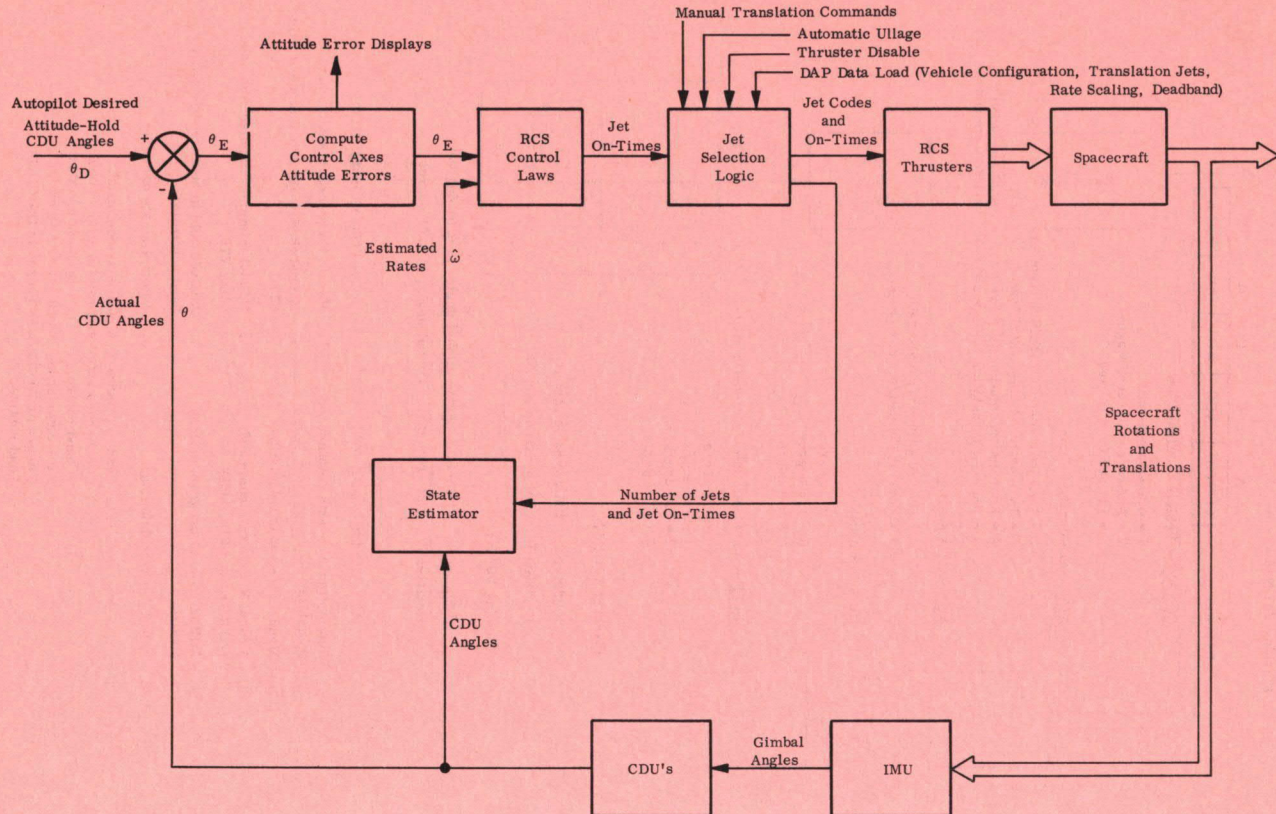 Manual Translation Commands
Automatic Ullage
Thruster Disable
DAP Data Load (Vehicle Configuration, Translation Jets,
Rate Scaling, Deadband)
Attitude Error Displays
Autopilot Desired
Attitude-Hold
CDU Angles
θD
+
-
θE
Compute
Control Axes
Attitude Errors
θE
RCS
Control
Laws
Jet
On-Times
Jet
Selection
Logic
Jet Codes
and
On-Times
RCS
Thrusters
Spacecraft
Estimated
Rates
ω̂
Actual
CDU Angles
θ
Spacecraft
Rotations
and
Translations
State
Estimator
Number of Jets
and Jet On-Times
CDU
Angles
CDU's
Gimbal
Angles
IMU